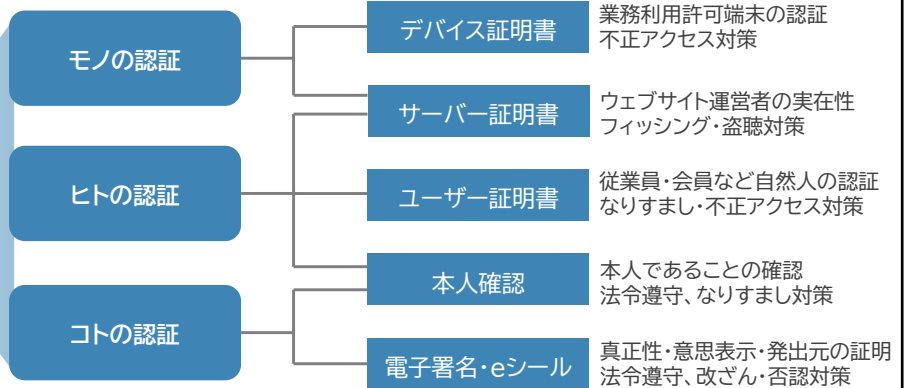 モノの認証
デバイス証明書
業務利用許可端末の認証
不正アクセス対策
サーバー証明書
ウェブサイト運営者の実在性
フィッシング・盗聴対策
ヒトの認証
ユーザー証明書
従業員・会員など自然人の認証
なりすまし・不正アクセス対策
本人確認
本人であることの確認
法令遵守、なりすまし対策
コトの認証
電子署名・eシール
真正性・意思表示・発出元の証明
法令遵守、改ざん・否認対策